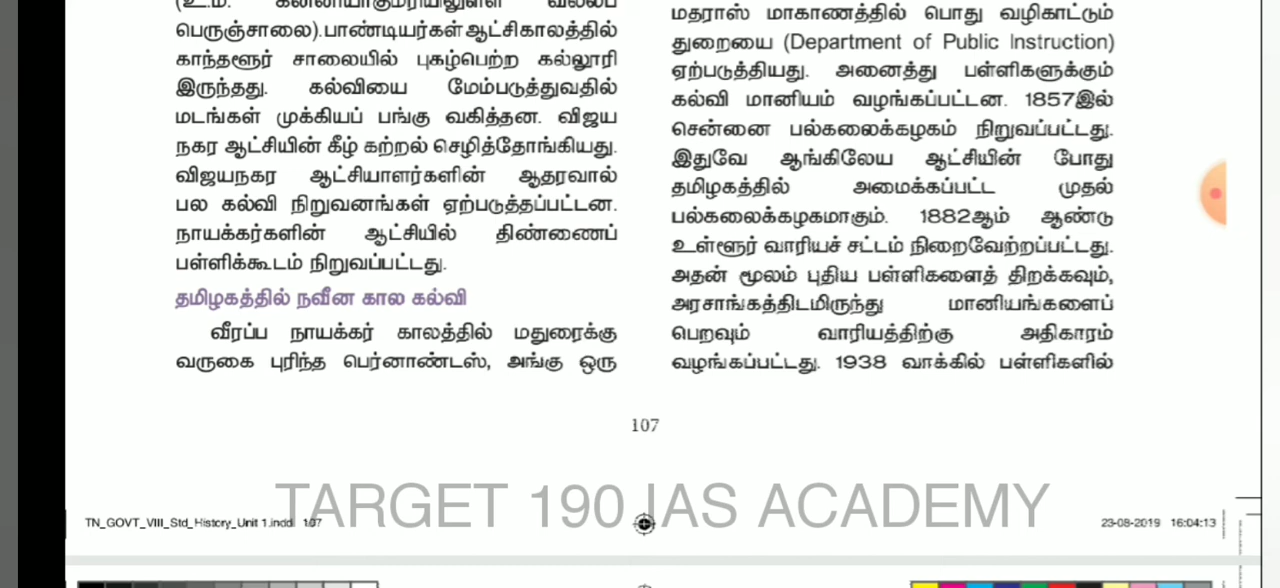 பெருஞ்சாலை).பாண்டியர்கள் ஆட்சிகாலத்தில்
காந்தளூர் சாலையில் புகழ்பெற்ற கல்லூரி
இருந்தது. கல்வியை மேம்படுத்துவதில்
மடங்கள் முக்கியப் பங்கு வகித்தன. விஜய
நகர ஆட்சியின் கீழ் கற்றல் செழித்தோங்கியது.
விஜயநகர ஆட்சியாளர்களின் ஆதரவால்
பல கல்வி நிறுவனங்கள் ஏற்படுத்தப்பட்டன.
நாயக்கர்களின் ஆட்சியில் திண்ணைப்
பள்ளிக்கூடம் நிறுவப்பட்டது.
தமிழகத்தில் நவீன கால கல்வி
வீரப்ப நாயக்கர் காலத்தில் மதுரைக்கு
வருகை புரிந்த பெர்னாண்டஸ், அங்கு ஒரு
மதராஸ் மாகாணத்தில் பொது வழிகாட்டும்
துறையை (Department of Public Instruction)
ஏற்படுத்தியது. அனைத்து பள்ளிகளுக்கும்
கல்வி மானியம் வழங்கப்பட்டன. 1857இல்
சென்னை பல்கலைக்கழகம் நிறுவப்பட்டது.
இதுவே ஆங்கிலேய ஆட்சியின் போது
தமிழகத்தில் அமைக்கப்பட்ட முதல்
பல்கலைக்கழகமாகும். 1882ஆம் ஆண்டு
உள்ளூர் வாரியச் சட்டம் நிறைவேற்றப்பட்டது.
அதன் மூலம் புதிய பள்ளிகளைத் திறக்கவும்,
அரசாங்கத்திடமிருந்து மானியங்களைப்
பெறவும் வாரியத்திற்கு அதிகாரம்
வழங்கப்பட்டது. 1938 வாக்கில் பள்ளிகளில்
107
TARGET 190 IAS ACADEMY
TN_GOVT_VIII_Std_History_Unit 1.indd 107
23-08-2019 16:04:13